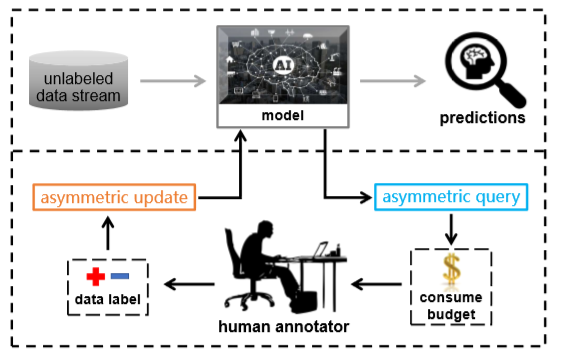 unlabeled
data stream
AI
model
predictions
asymmetric update
asymmetric query
$
data label
human annotator
consume
budget